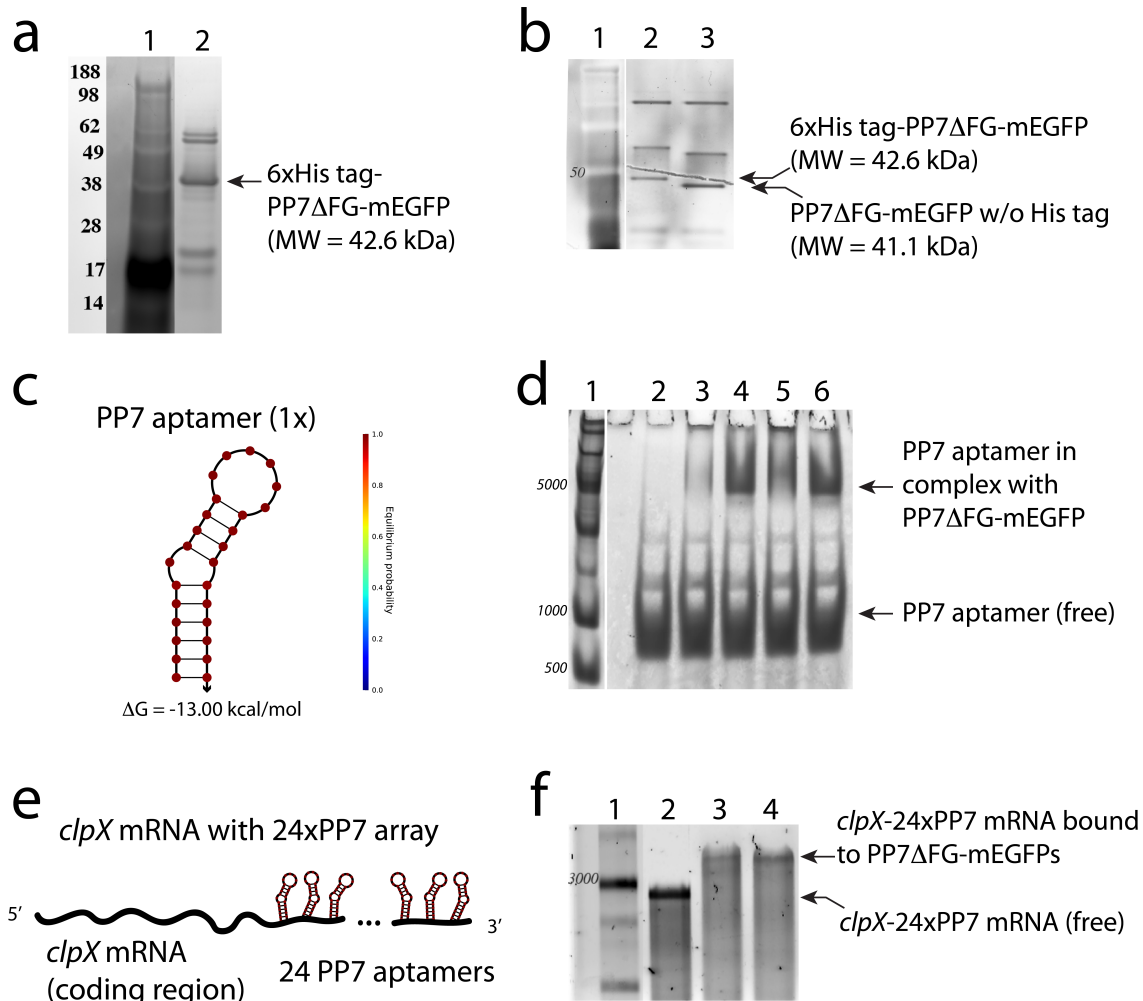 a
1 2
188
98
62
49
38
28
17
14
6xHis tag-
PP7ΔFG-mEGFP
(MW = 42.6 kDa)
b
1 2 3
50
6xHis tag-PP7ΔFG-mEGFP
(MW = 42.6 kDa)
PP7ΔFG-mEGFP w/o His tag
(MW = 41.1 kDa)
c
PP7 aptamer (1x)
1.0
0.8
0.6
0.4
0.2
0.0
Equilibrium probability
ΔG = -13.00 kcal/mol
d
1 2 3 4 5 6
5000
1000
500
PP7 aptamer in
complex with
PP7ΔFG-mEGFP
PP7 aptamer (free)
e
clpX mRNA with 24xPP7 array
5′
...
3′
clpX mRNA
(coding region)
24 PP7 aptamers
f
1 2 3 4
3000
clpX-24xPP7 mRNA bound
to PP7ΔFG-mEGFPs
clpX-24xPP7 mRNA (free)